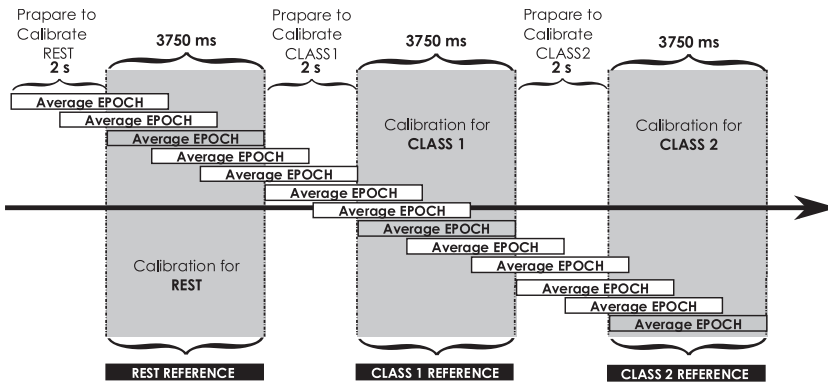 Prapare to
Calibrate
REST
2 s
3750 ms
Prapare to
Calibrate
CLASS1
2 s
3750 ms
Prapare to
Calibrate
CLASS2
2 s
3750 ms
Average EPOCH
Average EPOCH
Average EPOCH
Average EPOCH
Average EPOCH
Average EPOCH
Average EPOCH
Average EPOCH
Average EPOCH
Average EPOCH
Average EPOCH
Average EPOCH
Average EPOCH
Calibration for
CLASS 1
Calibration for
CLASS 2
Calibration for
REST
REST REFERENCE
CLASS 1 REFERENCE
CLASS 2 REFERENCE